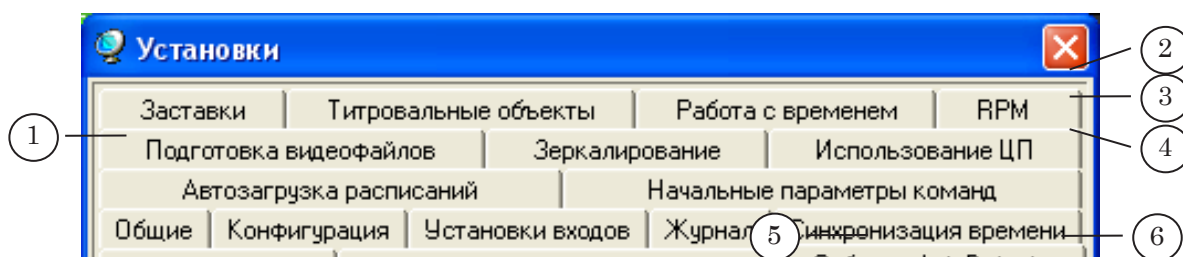 Установки
2
Заставки Титровальные объекты Работа с временем RPM
3
1
Подготовка видеофайлов Зеркалирование Использование ЦП
4
Автозагрузка расписаний Начальные параметры команд
Общие Конфигурация Установки входов Журнал 5 Синхронизация времени 6